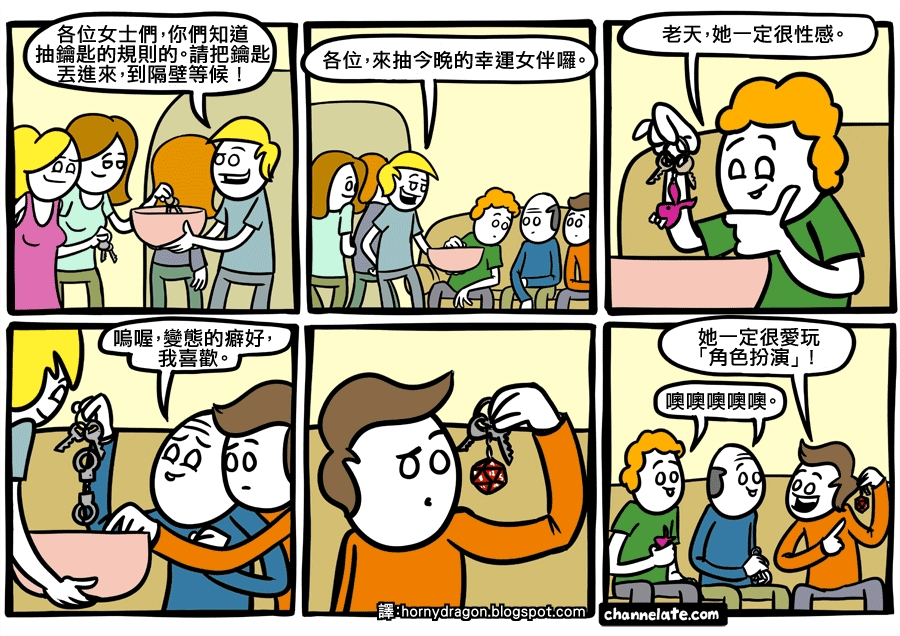 各位女士們，你們知道
抽鑰匙的規則的。請把鑰匙
丟進來，到隔壁等候！
各位，來抽今晚的幸運女伴囉。
老天，她一定很性感。
嗚喔，變態的癖好，
我喜歡。
她一定很愛玩
「角色扮演」！
噢噢噢噢噢。
譯：hornydragon.blogspot.com
channelate.com